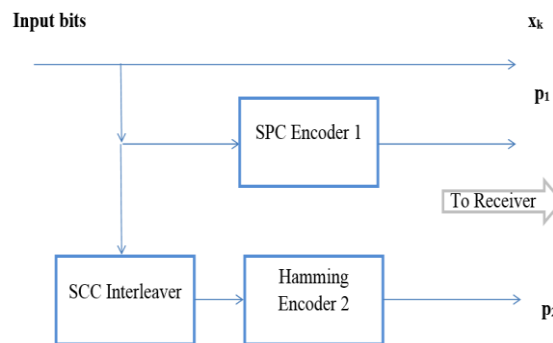 Input bits
xk
p1
SPC Encoder 1
To Receiver
SCC Interleaver
Hamming
Encoder 2